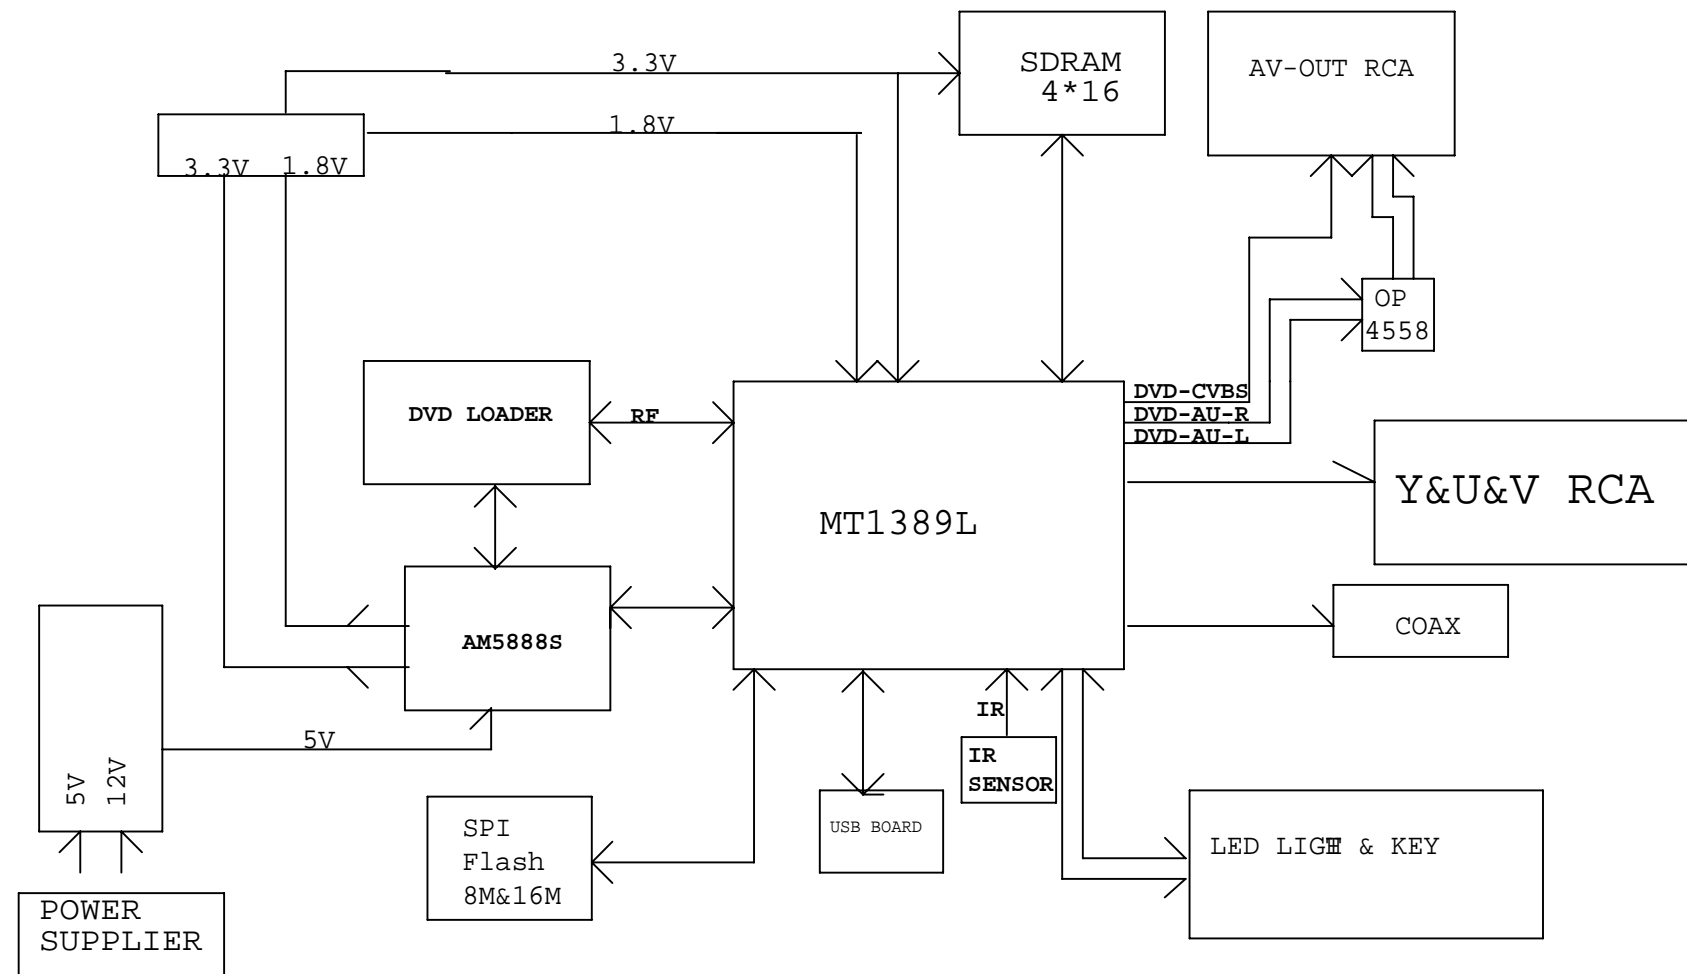 3.3V
SDRAM
4*16
AV-OUT RCA
1.8V
3.3V 1.8V
OP
4558
DVD LOADER
RF
DVD-CVBS
DVD-AU-R
DVD-AU-L
Y&U&V RCA
MT1389L
AM5888S
COAX
5V
5V
12V
IR
IR
SENSOR
SPI
Flash
8M&16M
USB BOARD
LED LIGHT & KEY
POWER
SUPPLIER